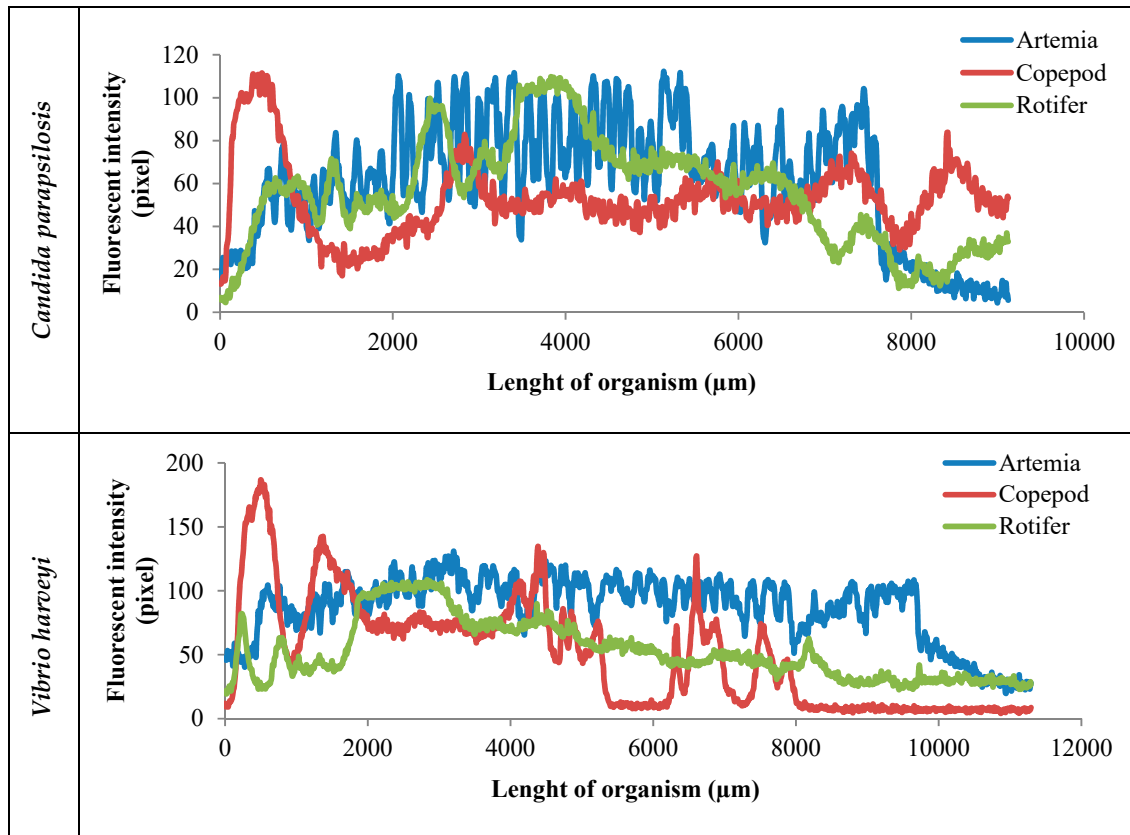 Candida parapsilosis
Fluorescent intensity
(pixel)
120
100
80
60
40
20
0
0 2000 4000 6000 8000 10000
Lenght of organism (µm)
Artemia
Copepod
Rotifer
Vibrio harveyi
Fluorescent intensity
(pixel)
200
150
100
50
0
0 2000 4000 6000 8000 10000 12000
Lenght of organism (µm)
Artemia
Copepod
Rotifer